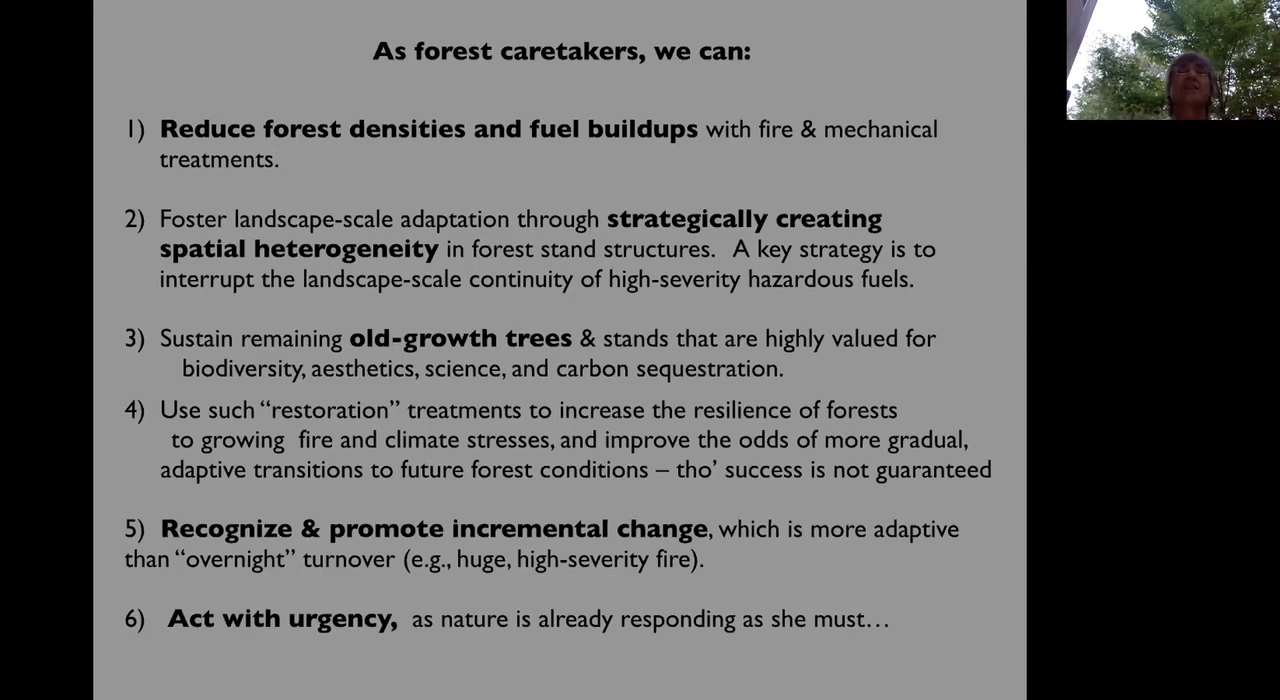 As forest caretakers, we can:
1) Reduce forest densities and fuel buildups with fire & mechanical
treatments.
2) Foster landscape-scale adaptation through strategically creating
spatial heterogeneity in forest stand structures. A key strategy is to
interrupt the landscape-scale continuity of high-severity hazardous fuels.
3) Sustain remaining old-growth trees & stands that are highly valued for
biodiversity, aesthetics, science, and carbon sequestration.
4) Use such “restoration” treatments to increase the resilience of forests
to growing fire and climate stresses, and improve the odds of more gradual,
adaptive transitions to future forest conditions – tho’ success is not guaranteed
5) Recognize & promote incremental change, which is more adaptive
than “overnight” turnover (e.g., huge, high-severity fire).
6) Act with urgency, as nature is already responding as she must…